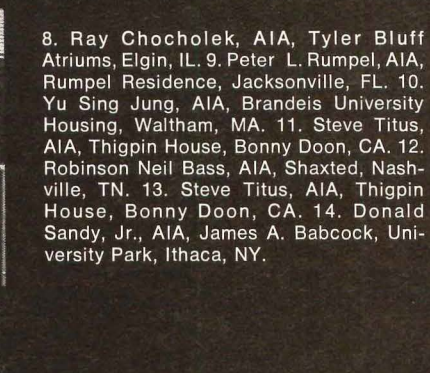 8. Ray Chocholek, AIA, Tyler Bluff
Atriums, Elgin, IL. 9. Peter L. Rumpel, AIA,
Rumpel Residence, Jacksonville, FL. 10.
Yu Sing Jung, AIA, Brandeis University
Housing, Waltham, MA. 11. Steve Titus,
AIA, Thigpin House, Bonny Doon, CA. 12.
Robinson Neil Bass, AIA, Shaxted, Nash-
ville, TN. 13. Steve Titus, AIA, Thigpin
House, Bonny Doon, CA. 14. Donald
Sandy, Jr., AIA, James A. Babcock, Uni-
versity Park, Ithaca, NY.